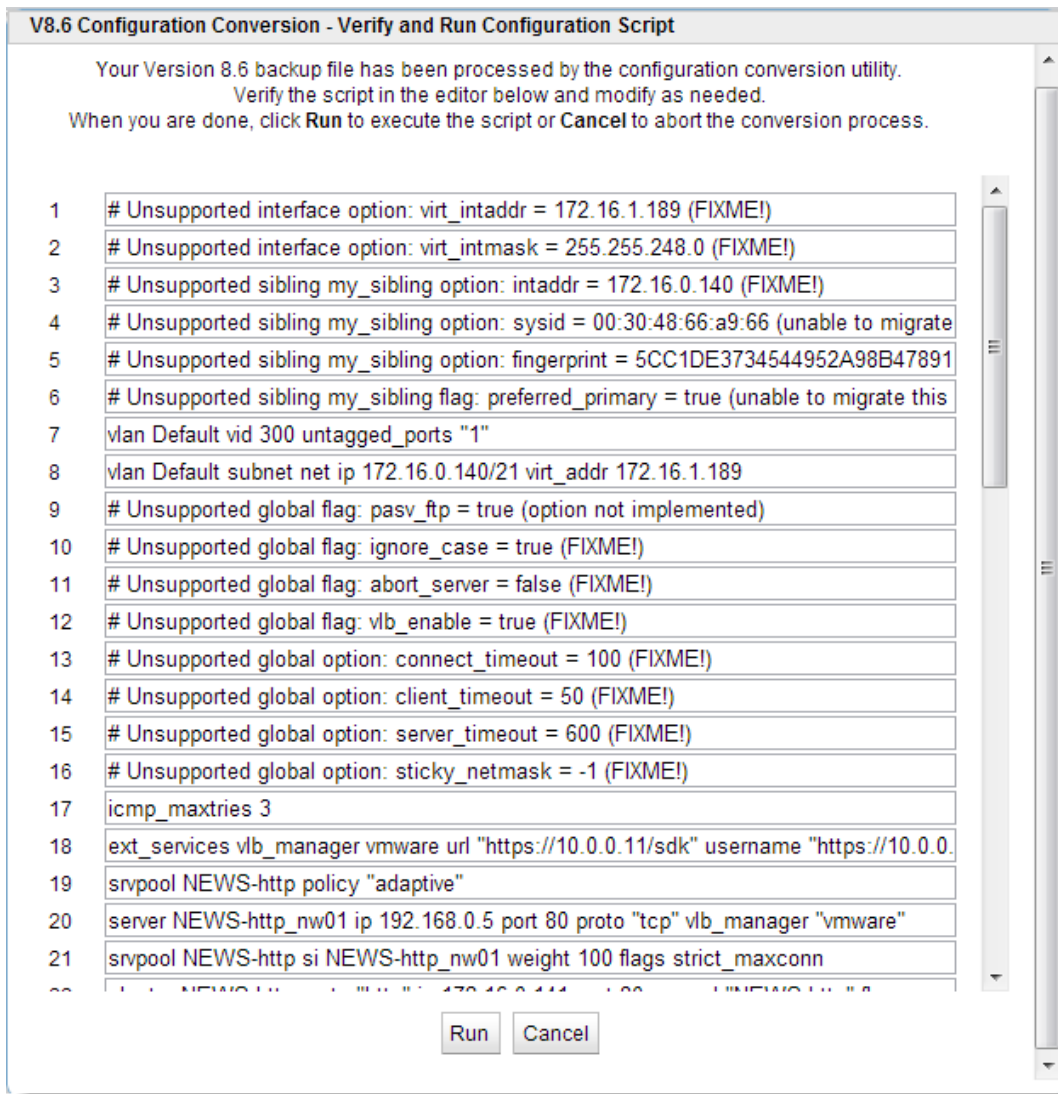 V8.6 Configuration Conversion - Verify and Run Configuration Script
Your Version 8.6 backup file has been processed by the configuration conversion utility.
Verify the script in the editor below and modify as needed.
When you are done, click Run to execute the script or Cancel to abort the conversion process.
1 # Unsupported interface option: virt_intaddr = 172.16.1.189 (FIXME!)
2 # Unsupported interface option: virt_intmask = 255.255.248.0 (FIXME!)
3 # Unsupported sibling my_sibling option: intaddr = 172.16.0.140 (FIXME!)
4 # Unsupported sibling my_sibling option: sysid = 00:30:48:66:a9:66 (unable to migrate
5 # Unsupported sibling my_sibling option: fingerprint = 5CC1DE3734544952A98B47891
6 # Unsupported sibling my_sibling flag: preferred_primary = true (unable to migrate this
7 vlan Default vid 300 untagged_ports "1"
8 vlan Default subnet net ip 172.16.0.140/21 virt_addr 172.16.1.189
9 # Unsupported global flag: pasv_ftp = true (option not implemented)
10 # Unsupported global flag: ignore_case = true (FIXME!)
11 # Unsupported global flag: abort_server = false (FIXME!)
12 # Unsupported global flag: vlb_enable = true (FIXME!)
13 # Unsupported global option: connect_timeout = 100 (FIXME!)
14 # Unsupported global option: client_timeout = 50 (FIXME!)
15 # Unsupported global option: server_timeout = 600 (FIXME!)
16 # Unsupported global option: sticky_netmask = -1 (FIXME!)
17 icmp_maxtries 3
18 ext_services vlb_manager vmware url "https://10.0.0.11/sdk" username "https://10.0.0.
19 srvpool NEWS-http policy "adaptive"
20 server NEWS-http_nw01 ip 192.168.0.5 port 80 proto "tcp" vlb_manager "vmware"
21 srvpool NEWS-http si NEWS-http_nw01 weight 100 flags strict_maxconn
Run Cancel